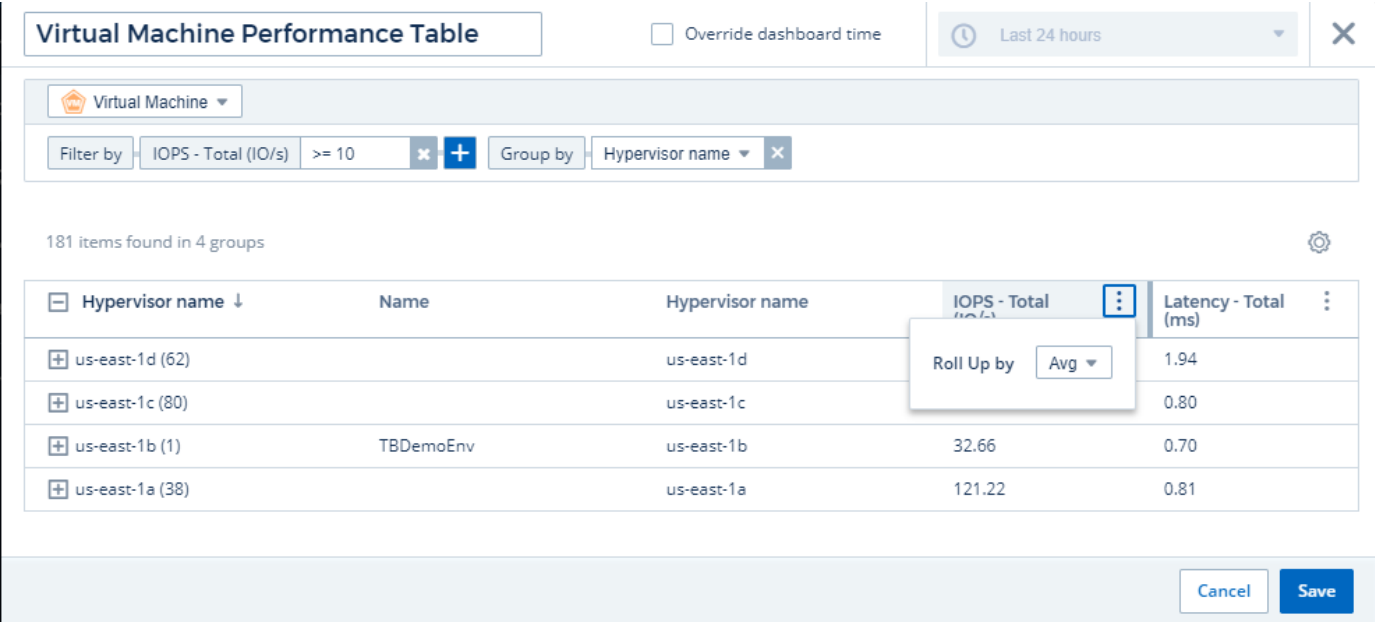 Virtual Machine Performance Table
Override dashboard time
Last 24 hours
VM Virtual Machine
Filter by IOPS - Total (IO/s) >= 10 Group by Hypervisor name
181 items found in 4 groups
Hypervisor name ↓ Name Hypervisor name IOPS - Total (IO/s) Latency - Total (ms)
Roll Up by Avg
us-east-1d (62) us-east-1d 1.94
us-east-1c (80) us-east-1c 0.80
us-east-1b (1) TBDemoEnv us-east-1b 32.66 0.70
us-east-1a (38) us-east-1a 121.22 0.81
Cancel Save